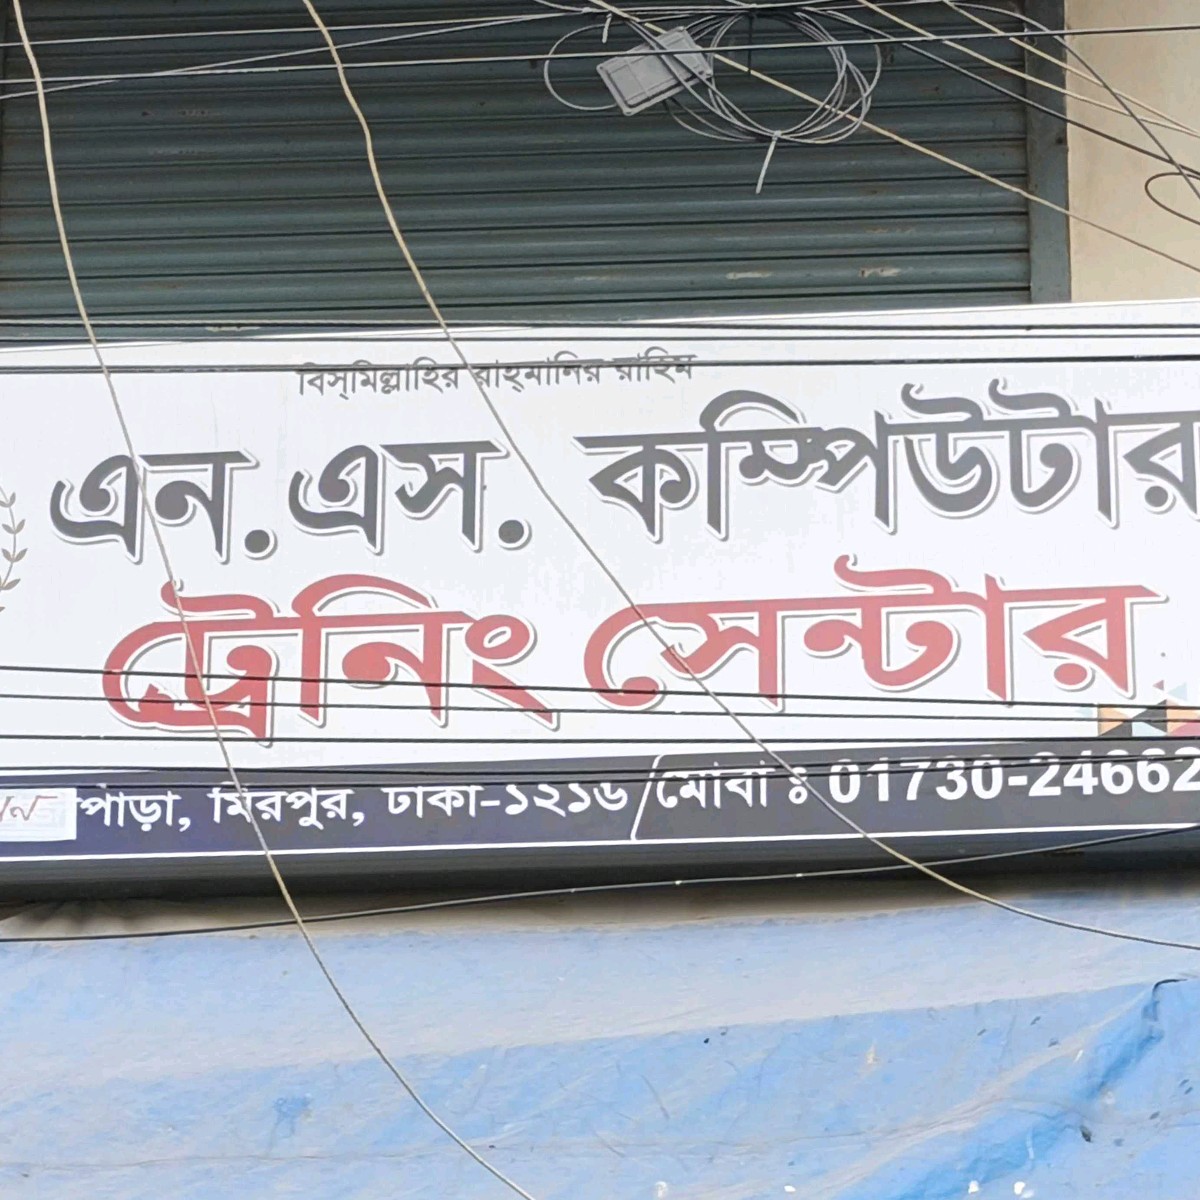 বিস্‌মিল্লাহির রাহ্‌মানির রাহিম
এন. এস. কম্পিউটার
ট্রেনিং সেন্টার
পাড়া, মিরপুর, ঢাকা-১২১৬ মোবা ঃ 01730-24662